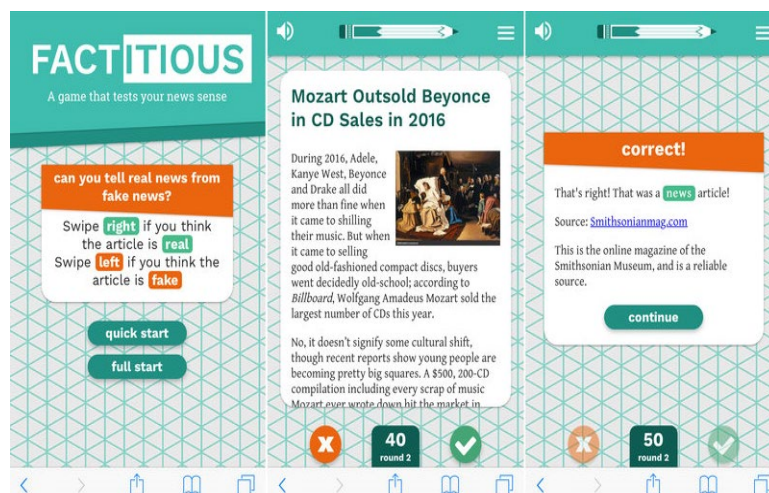 FACTITIOUS
A game that tests your news sense
can you tell real news from
fake news?
Swipe right if you think
the article is real
Swipe left if you think the
article is fake
quick start
full start
Mozart Outsold Beyonce
in CD Sales in 2016
During 2016, Adele,
Kanye West, Beyonce
and Drake all did
more than fine when
it came to shilling
their music. But when
it came to selling
good old-fashioned compact discs, buyers
went decidedly old-school; according to
Billboard, Wolfgang Amadeus Mozart sold the
largest number of CDs this year.
No, it doesn't signify some cultural shift,
though recent reports show young people are
becoming pretty big squares. A $500, 200-CD
compilation including every scrap of music
Mozart ever wrote down hit the market in
40
round 2
correct!
That's right! That was a news article!
Source: Smithsonianmag.com
This is the online magazine of the
Smithsonian Museum, and is a reliable
source.
continue
50
round 2